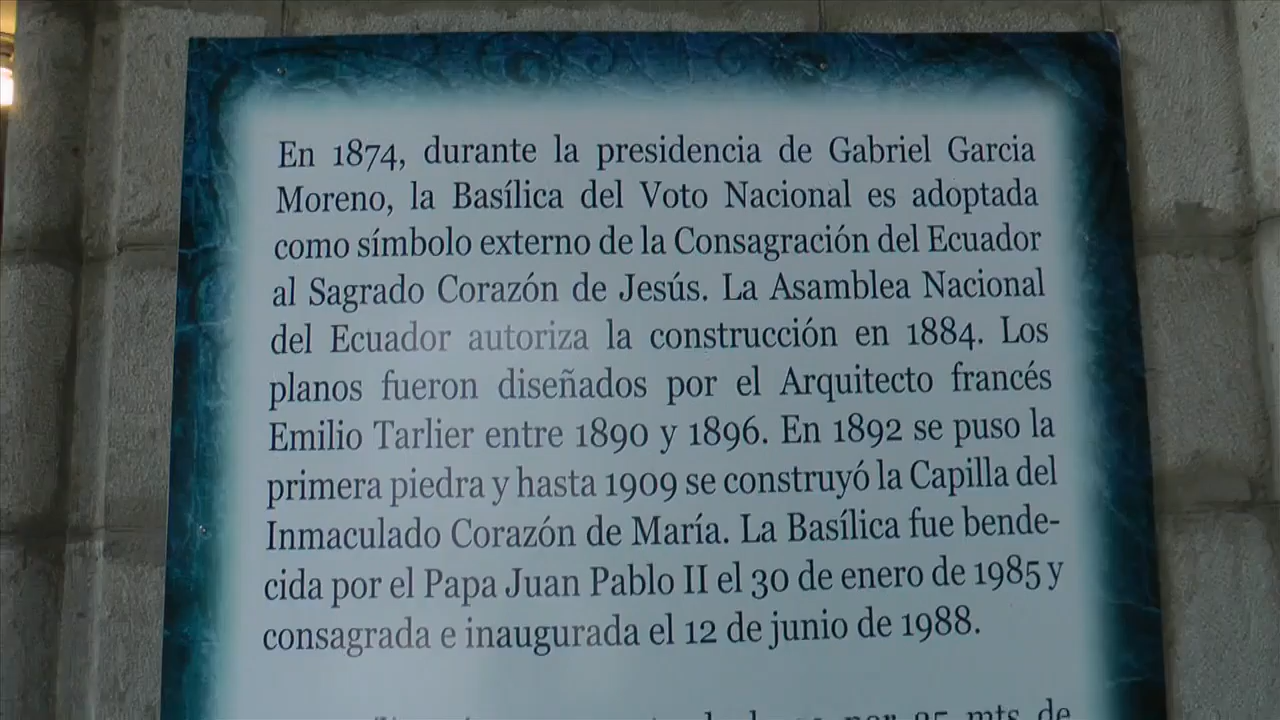 En 1874, durante la presidencia de Gabriel Garcia
Moreno, la Basílica del Voto Nacional es adoptada
como símbolo externo de la Consagración del Ecuador
al Sagrado Corazón de Jesús. La Asamblea Nacional
del Ecuador autoriza la construcción en 1884. Los
planos fueron diseñados por el Arquitecto francés
Emilio Tarlier entre 1890 y 1896. En 1892 se puso la
primera piedra y hasta 1909 se construyó la Capilla del
Inmaculado Corazón de María. La Basílica fue bende-
cida por el Papa Juan Pablo II el 30 de enero de 1985 y
consagrada e inaugurada el 12 de junio de 1988.
mts de